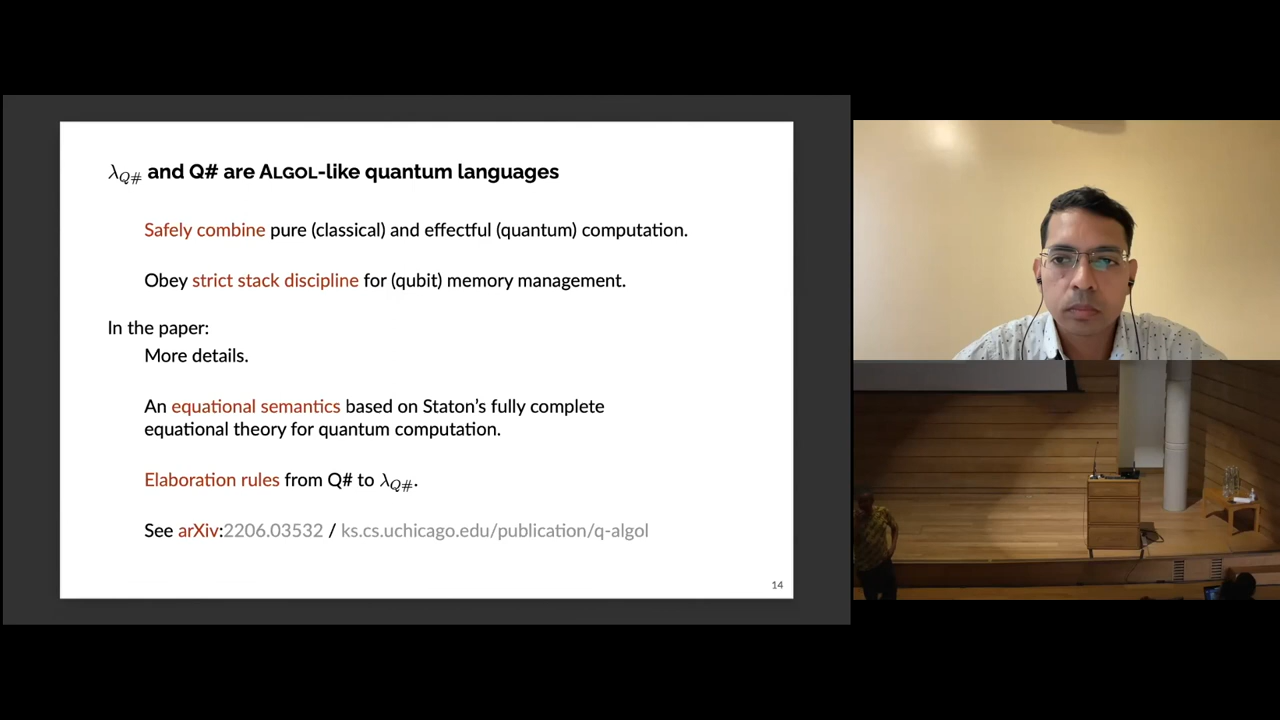 λQ# and Q# are ALGOL-like quantum languages
Safely combine pure (classical) and effectful (quantum) computation.
Obey strict stack discipline for (qubit) memory management.
In the paper:
More details.
An equational semantics based on Staton's fully complete
equational theory for quantum computation.
Elaboration rules from Q# to λQ#.
See arXiv:2206.03532 / ks.cs.uchicago.edu/publication/q-algol
14